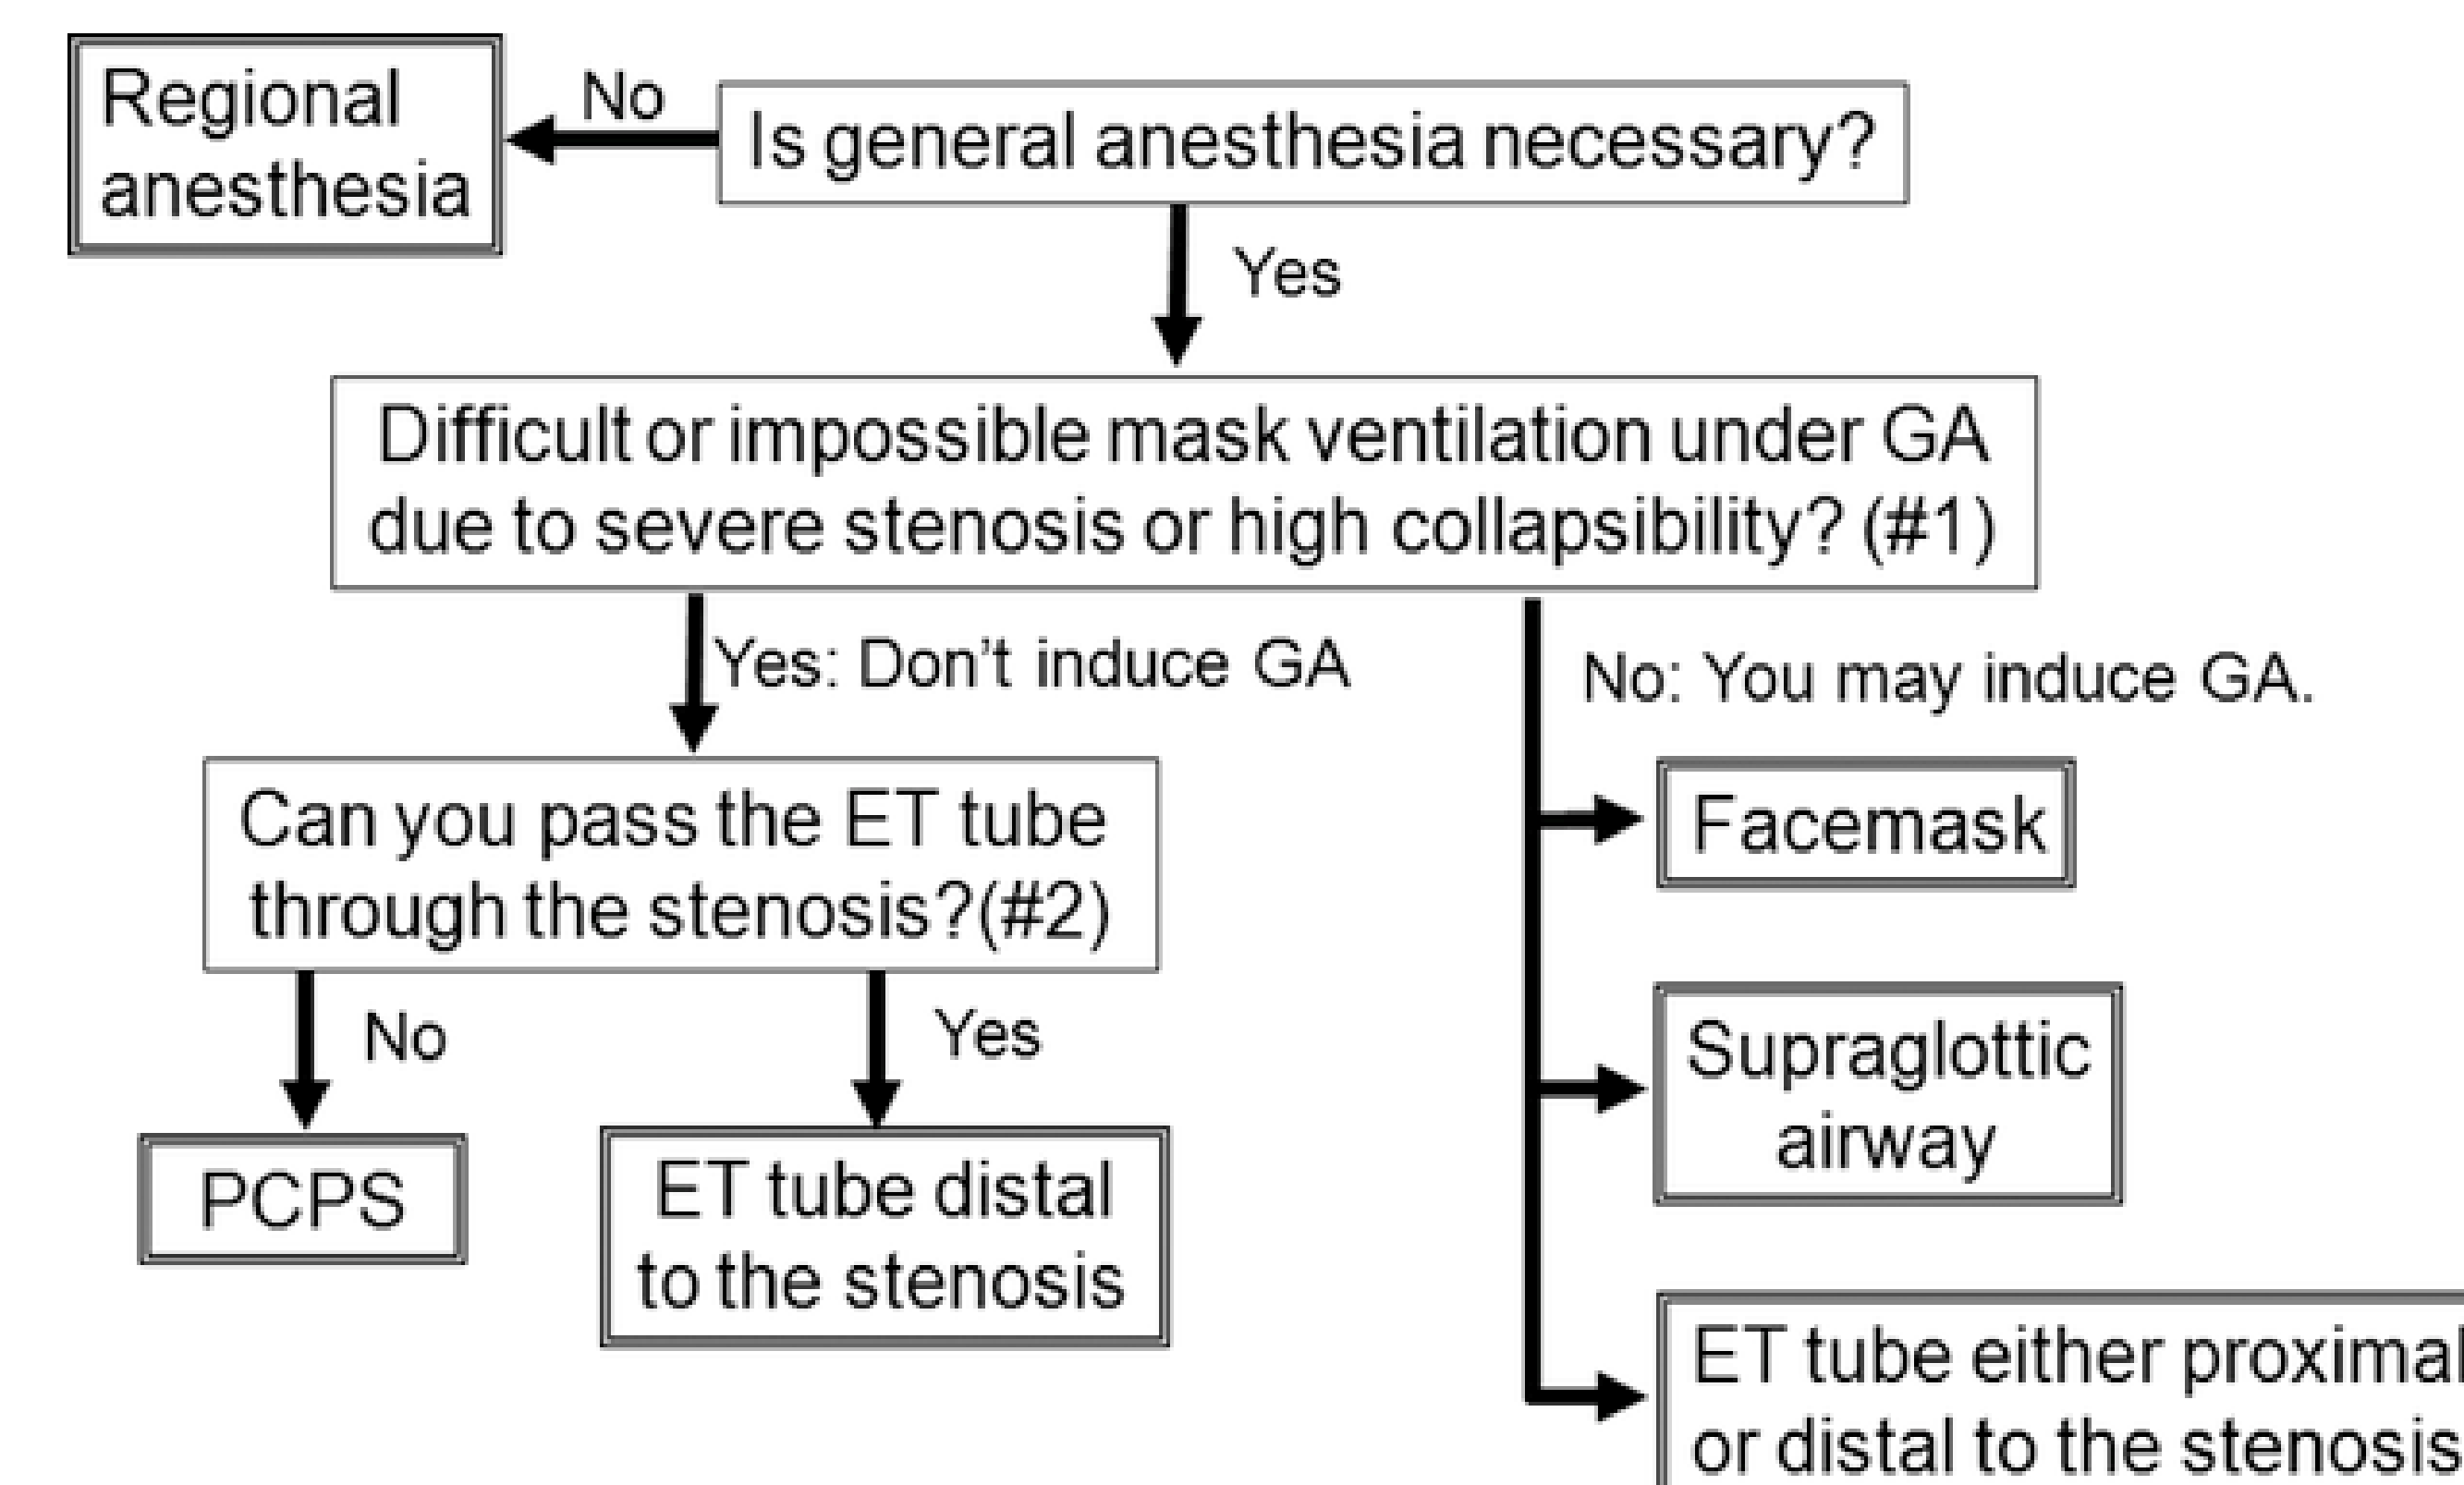 Regional
anesthesia
No
Is general anesthesia necessary?
Yes
Difficult or impossible mask ventilation under GA
due to severe stenosis or high collapsibility? (#1)
Yes: Don't induce GA
No: You may induce GA.
Can you pass the ET tube
through the stenosis?(#2)
Facemask
No
Yes
Supraglottic
airway
PCPS
ET tube distal
to the stenosis
ET tube either proximal
or distal to the stenosis